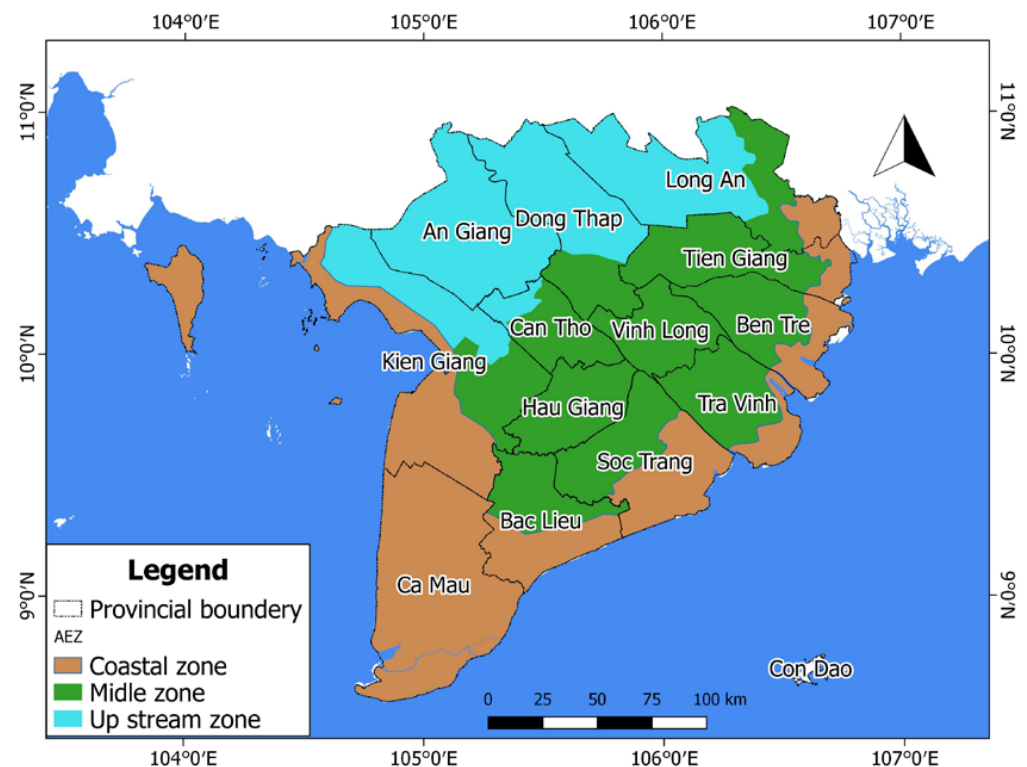 104°0′E 105°0′E 106°0′E 107°0′E
11°0′N
11°0′N
Long An
An Giang
Dong Thap
Tien Giang
Can Tho
Vinh Long
Ben Tre
10°0′N
10°0′N
Kien Giang
Hau Giang
Tra Vinh
Soc Trang
Bac Lieu
Ca Mau
9°0′N
9°0′N
Legend
Provincial boundery
AEZ
Coastal zone
Midle zone
Up stream zone
Con Dao
0 25 50 75 100 km
104°0′E 105°0′E 106°0′E 107°0′E